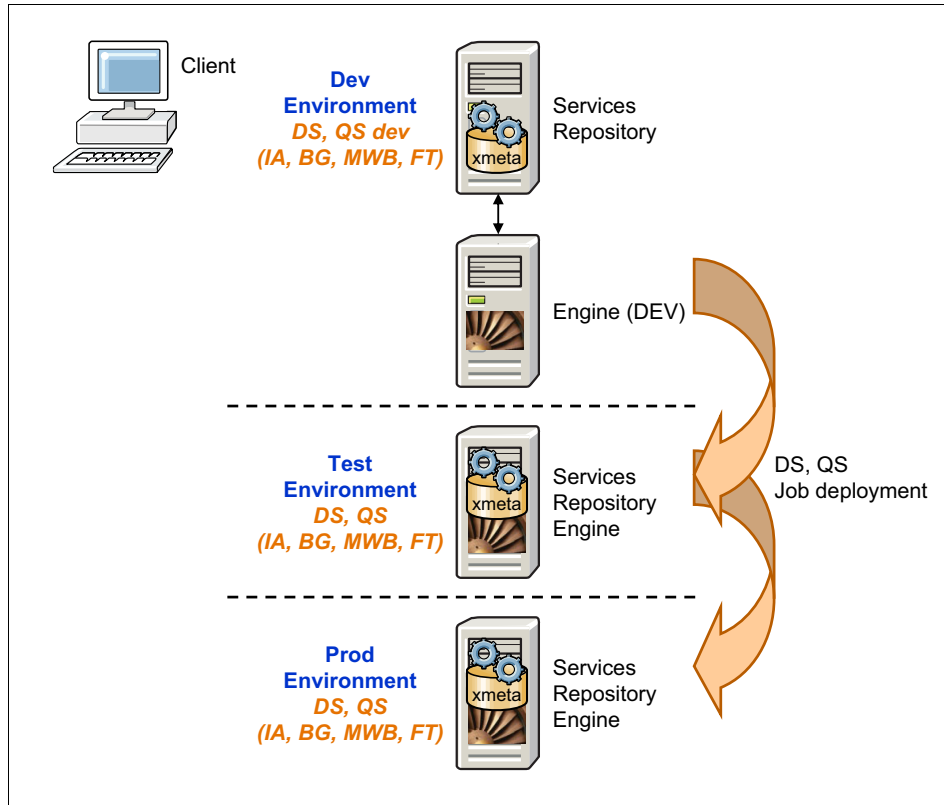 Client
Dev
Environment
DS, QS dev
(IA, BG, MWB, FT)
xmeta
Services
Repository
Engine (DEV)
Test
Environment
DS, QS
(IA, BG, MWB, FT)
xmeta
Services
Repository
Engine
DS, QS
Job deployment
Prod
Environment
DS, QS
(IA, BG, MWB, FT)
xmeta
Services
Repository
Engine